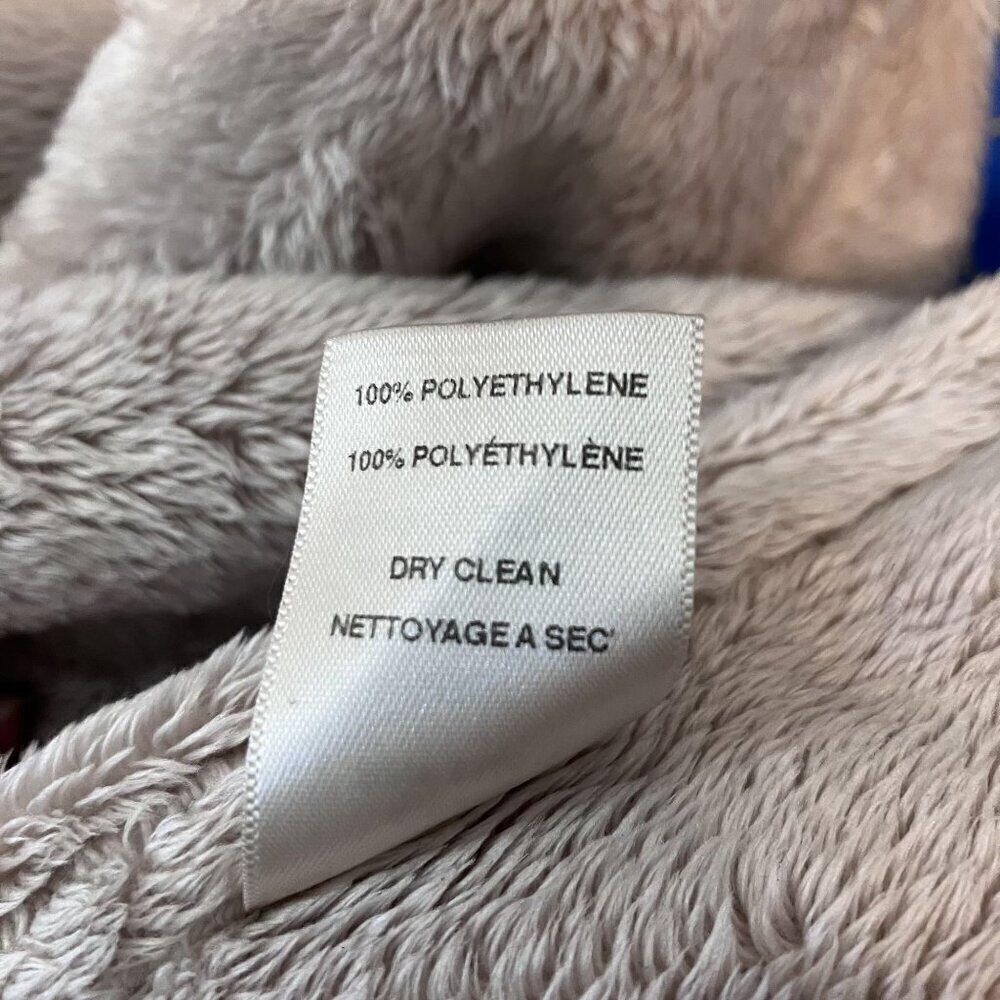 100% POLYETHYLENE
100% POLYÉTHYLÈNE
DRY CLEAN
NETTOYAGE A SEC'